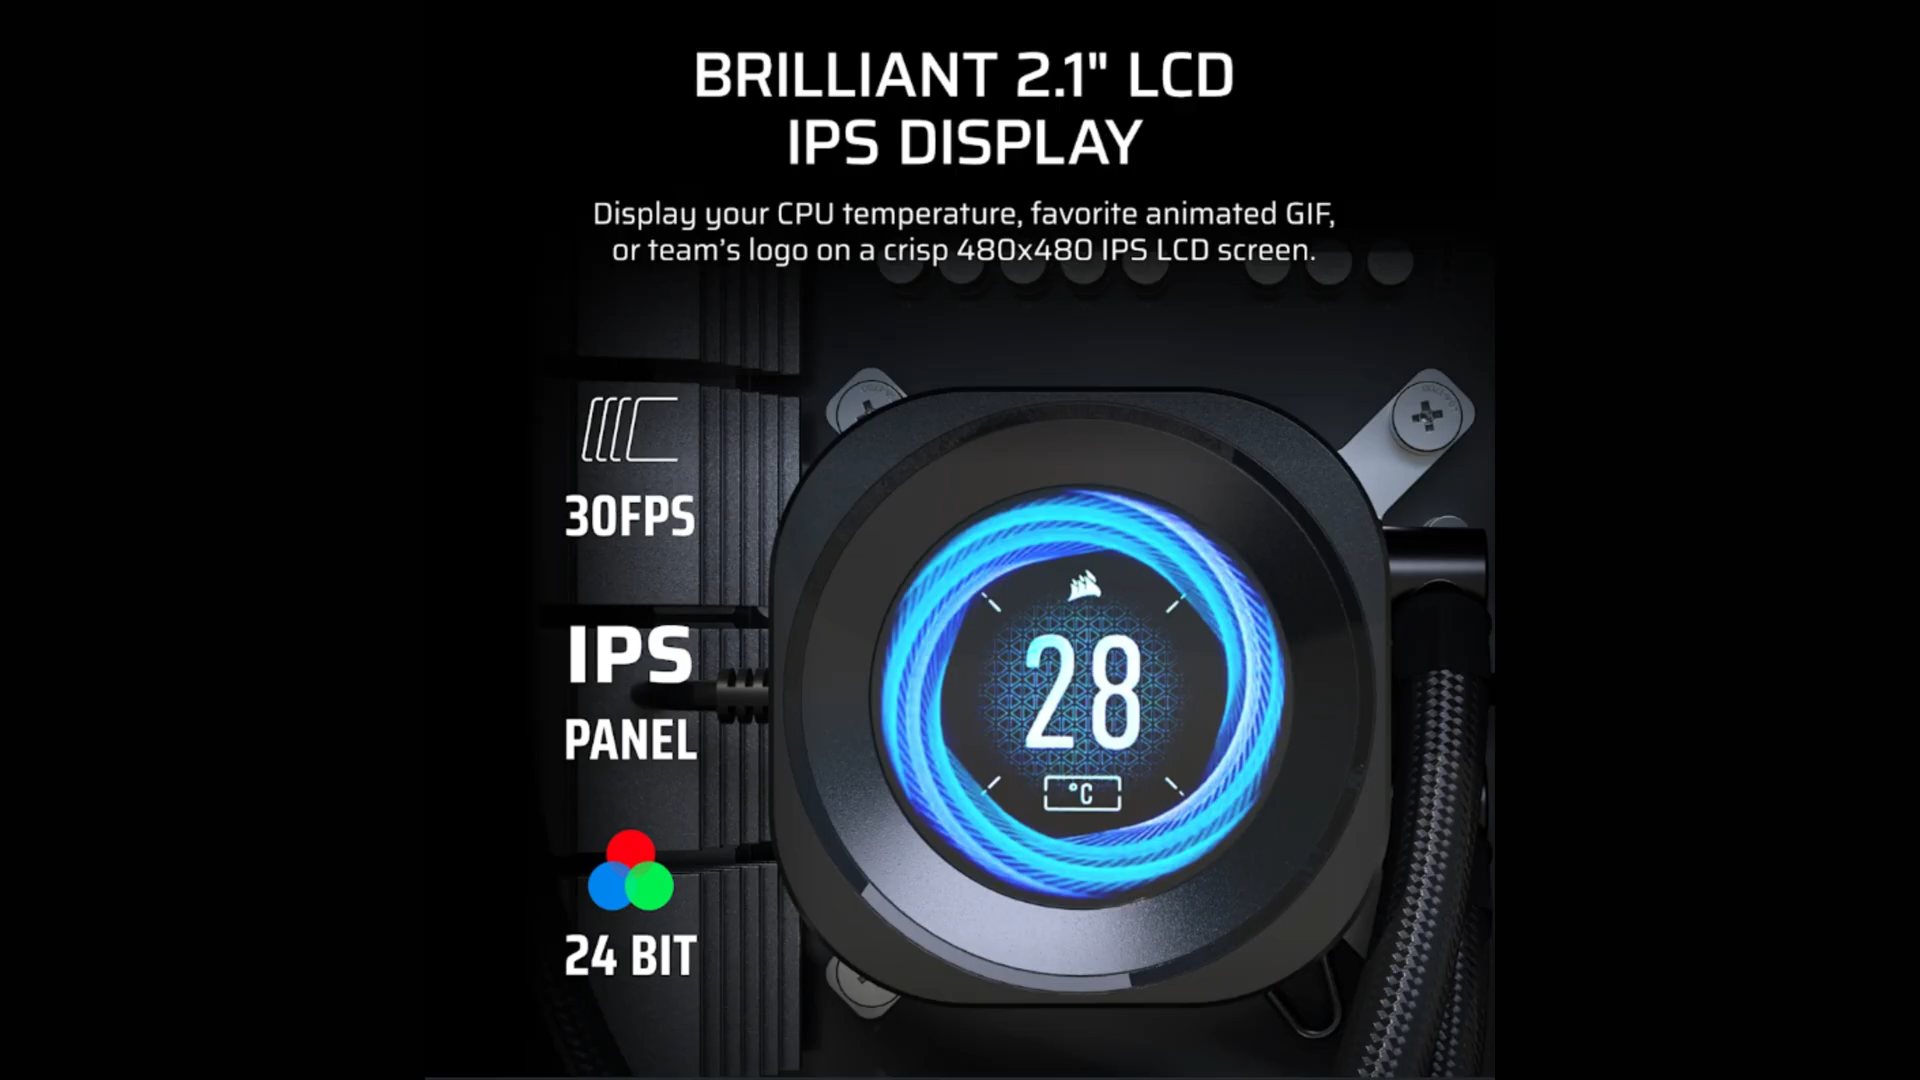 BRILLIANT 2.1" LCD
IPS DISPLAY
Display your CPU temperature, favorite animated GIF,
or team's logo on a crisp 480x480 IPS LCD screen.
30FPS
IPS
PANEL
24 BIT
28
°C